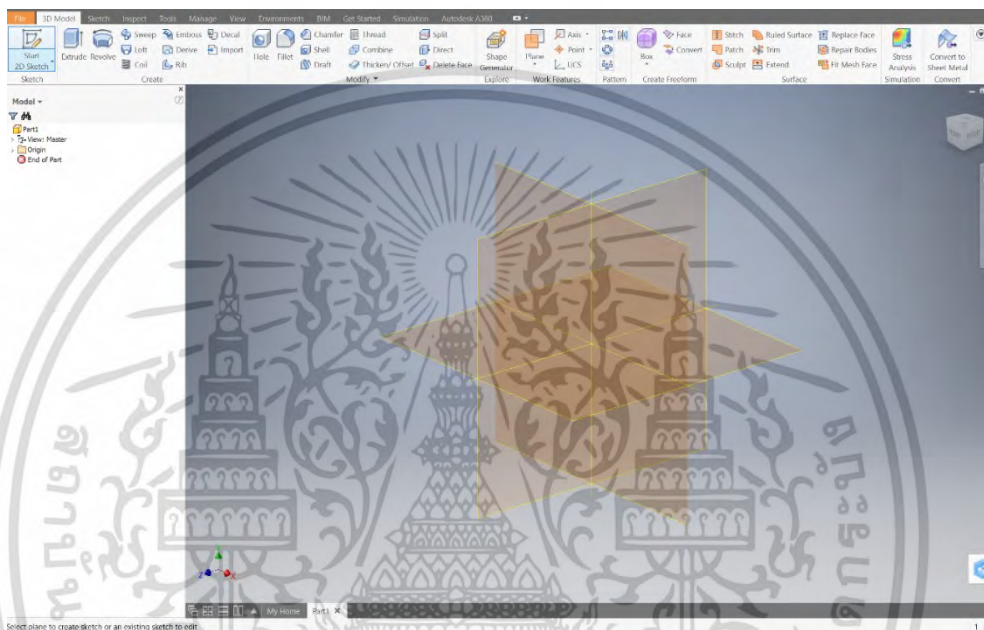 File 3D Model Sketch Inspect Tools Manage View Environments BIM Get Started Simulation Autodesk A360
Start 2D Sketch
Extrude Revolve
Sweep Emboss Decal
Loft Derive Import
Coil Rib
Hole Fillet
Chamfer Thread Split
Shell Combine Direct
Draft Thicken/ Offset Delete Face
Shape Generator
Plane
Axis
Point
UCS
Box
Face
Convert
Stitch Ruled Surface Replace Face
Patch Trim Repair Bodies
Sculpt Extend Fit Mesh Face
Stress Analysis
Convert to Sheet Metal
Sketch Create Modify Explore Work Features Pattern Create Freeform Surface Simulation Convert
Model
Part1
View: Master
Origin
End of Part
Z X
My Home Part1
Select plane to create sketch or an existing sketch to edit
1